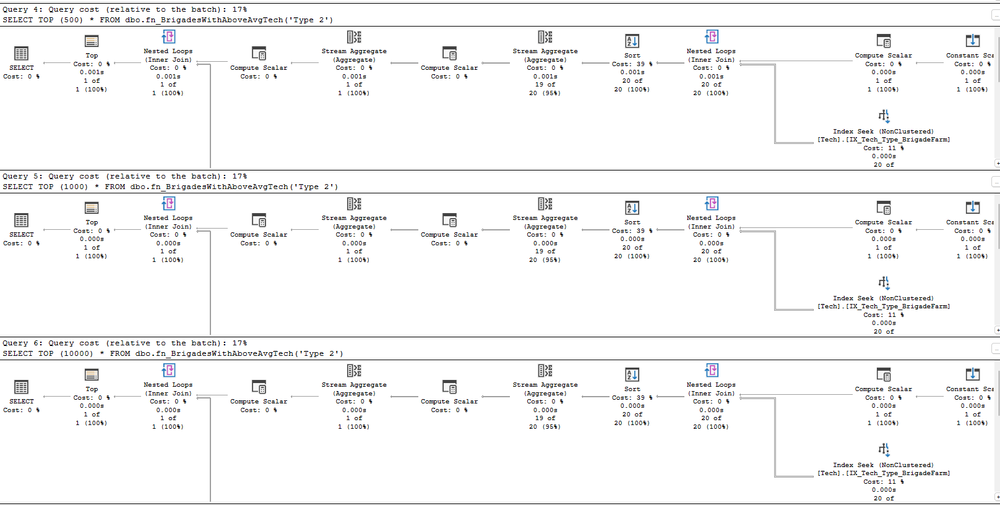 Query 4: Query cost (relative to the batch): 17%
SELECT TOP (500) * FROM dbo.fn_BrigadesWithAboveAvgTech('Type 2')
SELECT
Cost: 0 %
Top
Cost: 0 %
0.001s
1 of
1 (100%)
Nested Loops
(Inner Join)
Cost: 0 %
0.001s
1 of
1 (100%)
Compute Scalar
Cost: 0 %
Stream Aggregate
(Aggregate)
Cost: 0 %
0.001s
1 of
1 (100%)
Compute Scalar
Cost: 0 %
Stream Aggregate
(Aggregate)
Cost: 0 %
0.001s
19 of
20 (95%)
Sort
Cost: 39 %
0.001s
20 of
20 (100%)
Nested Loops
(Inner Join)
Cost: 0 %
0.001s
20 of
20 (100%)
Compute Scalar
Cost: 0 %
0.000s
1 of
1 (100%)
Constant Sca
Cost: 0 %
0.000s
1 of
1 (100%)
Index Seek (NonClustered)
[Tech].[IX_Tech_Type_BrigadeFarm]
Cost: 11 %
0.000s
20 of
Query 5: Query cost (relative to the batch): 17%
SELECT TOP (1000) * FROM dbo.fn_BrigadesWithAboveAvgTech('Type 2')
SELECT
Cost: 0 %
Top
Cost: 0 %
0.000s
1 of
1 (100%)
Nested Loops
(Inner Join)
Cost: 0 %
0.000s
1 of
1 (100%)
Compute Scalar
Cost: 0 %
Stream Aggregate
(Aggregate)
Cost: 0 %
0.000s
1 of
1 (100%)
Compute Scalar
Cost: 0 %
Stream Aggregate
(Aggregate)
Cost: 0 %
0.000s
19 of
20 (95%)
Sort
Cost: 39 %
0.000s
20 of
20 (100%)
Nested Loops
(Inner Join)
Cost: 0 %
0.000s
20 of
20 (100%)
Compute Scalar
Cost: 0 %
0.000s
1 of
1 (100%)
Constant Sca
Cost: 0 %
0.000s
1 of
1 (100%)
Index Seek (NonClustered)
[Tech].[IX_Tech_Type_BrigadeFarm]
Cost: 11 %
0.000s
20 of
Query 6: Query cost (relative to the batch): 17%
SELECT TOP (10000) * FROM dbo.fn_BrigadesWithAboveAvgTech('Type 2')
SELECT
Cost: 0 %
Top
Cost: 0 %
0.000s
1 of
1 (100%)
Nested Loops
(Inner Join)
Cost: 0 %
0.000s
1 of
1 (100%)
Compute Scalar
Cost: 0 %
Stream Aggregate
(Aggregate)
Cost: 0 %
0.000s
1 of
1 (100%)
Compute Scalar
Cost: 0 %
Stream Aggregate
(Aggregate)
Cost: 0 %
0.000s
19 of
20 (95%)
Sort
Cost: 39 %
0.000s
20 of
20 (100%)
Nested Loops
(Inner Join)
Cost: 0 %
0.000s
20 of
20 (100%)
Compute Scalar
Cost: 0 %
0.000s
1 of
1 (100%)
Constant Sca
Cost: 0 %
0.000s
1 of
1 (100%)
Index Seek (NonClustered)
[Tech].[IX_Tech_Type_BrigadeFarm]
Cost: 11 %
0.000s
20 of